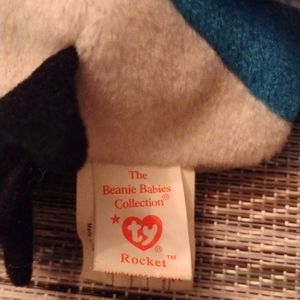 The
Beanie Babies
Collection®
★ ty
Rocket™